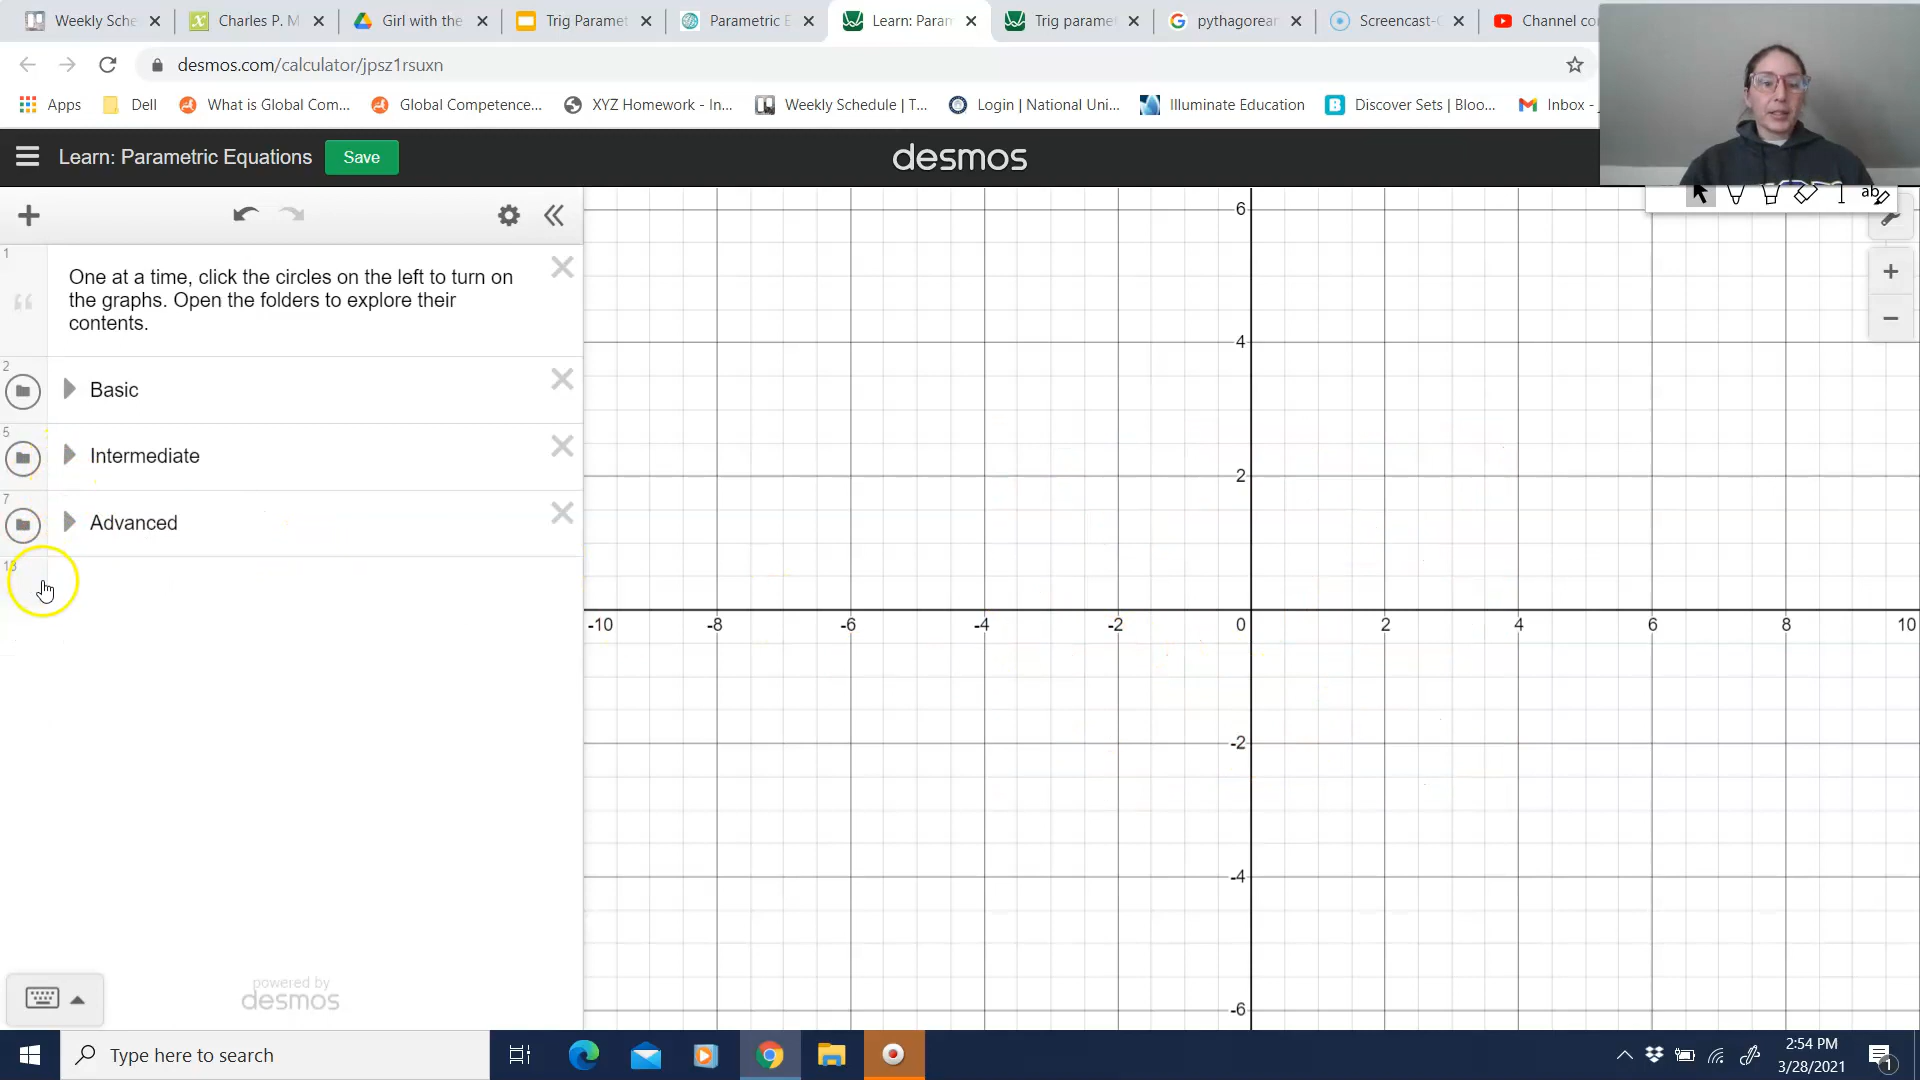 Weekly Sche
Charles P. M
Girl with the
Trig Paramet
Parametric E
Learn: Param
Trig paramet
pythagorean
Screencast-O
Channel co
desmos.com/calculator/jpsz1rsuxn
Apps
Dell
What is Global Com...
Global Competence...
XYZ Homework - In...
Weekly Schedule | T...
Login | National Uni...
Illuminate Education
Discover Sets | Bloo...
Inbox -
Learn: Parametric Equations
Save
desmos
1
One at a time, click the circles on the left to turn on
the graphs. Open the folders to explore their
contents.
2
Basic
5
Intermediate
7
Advanced
13
powered by
desmos
6
4
2
-10 -8 -6 -4 -2 0 2 4 6 8 10
-2
-4
-6
ab
Type here to search
2:54 PM
3/28/2021
1